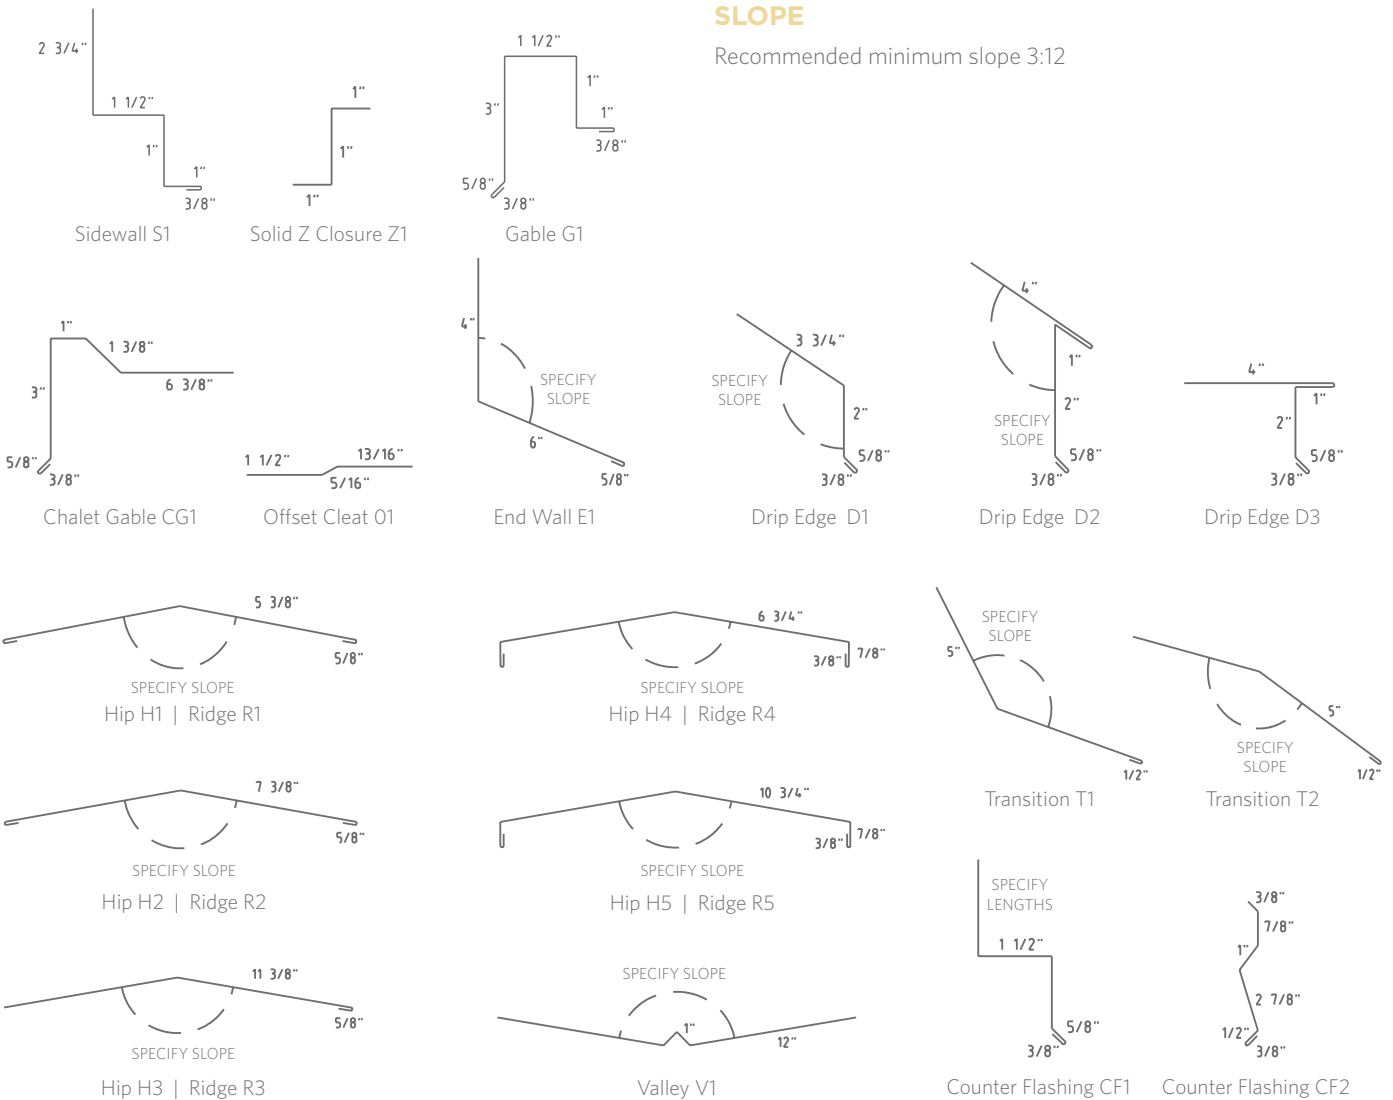 SLOPE
Recommended minimum slope 3:12
2 3/4"
1 1/2"
1"
1"
3/8"
Sidewall S1
1"
1"
1"
Solid Z Closure Z1
1 1/2"
3"
1"
1"
3/8"
5/8"
3/8"
Gable G1
1"
1 3/8"
6 3/8"
3"
5/8"
3/8"
Chalet Gable CG1
1 1/2"
13/16"
5/16"
Offset Cleat 01
4"
SPECIFY
SLOPE
6"
5/8"
End Wall E1
3 3/4"
SPECIFY
SLOPE
2"
5/8"
3/8"
Drip Edge D1
4"
1"
2"
SPECIFY
SLOPE
5/8"
3/8"
Drip Edge D2
4"
1"
2"
5/8"
3/8"
Drip Edge D3
5 3/8"
5/8"
SPECIFY SLOPE
Hip H1 | Ridge R1
6 3/4"
7/8"
3/8"
SPECIFY SLOPE
Hip H4 | Ridge R4
SPECIFY
SLOPE
5"
1/2"
Transition T1
5"
SPECIFY
SLOPE
1/2"
Transition T2
7 3/8"
5/8"
SPECIFY SLOPE
Hip H2 | Ridge R2
10 3/4"
7/8"
3/8"
SPECIFY SLOPE
Hip H5 | Ridge R5
SPECIFY
LENGTHS
1 1/2"
5/8"
3/8"
Counter Flashing CF1
3/8"
7/8"
1"
2 7/8"
1/2"
3/8"
Counter Flashing CF2
11 3/8"
5/8"
SPECIFY SLOPE
Hip H3 | Ridge R3
SPECIFY SLOPE
1"
12"
Valley V1